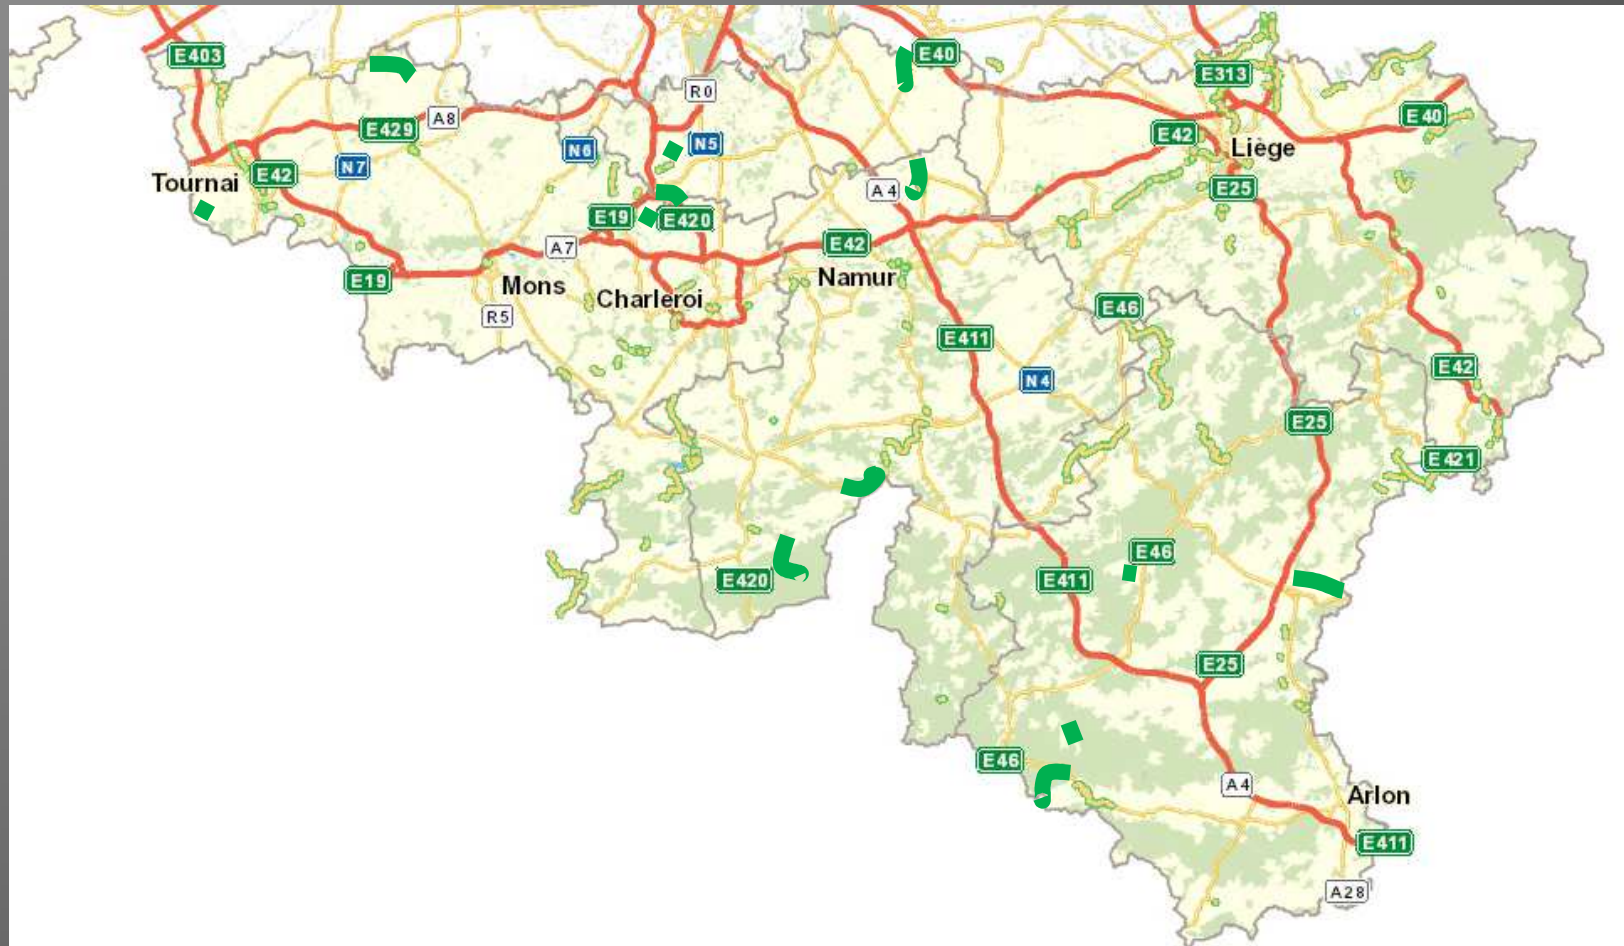 E403
E40
E313
R0
A8
E429
E40
E42
N5
N6
Liège
N7
E42
Tournai
E25
A4
E19
E420
E42
A7
Namur
E19
Mons
Charleroi
E46
R5
E411
E42
N4
E25
E421
E46
E420
E411
E25
E46
A4
Arlon
E411
A28